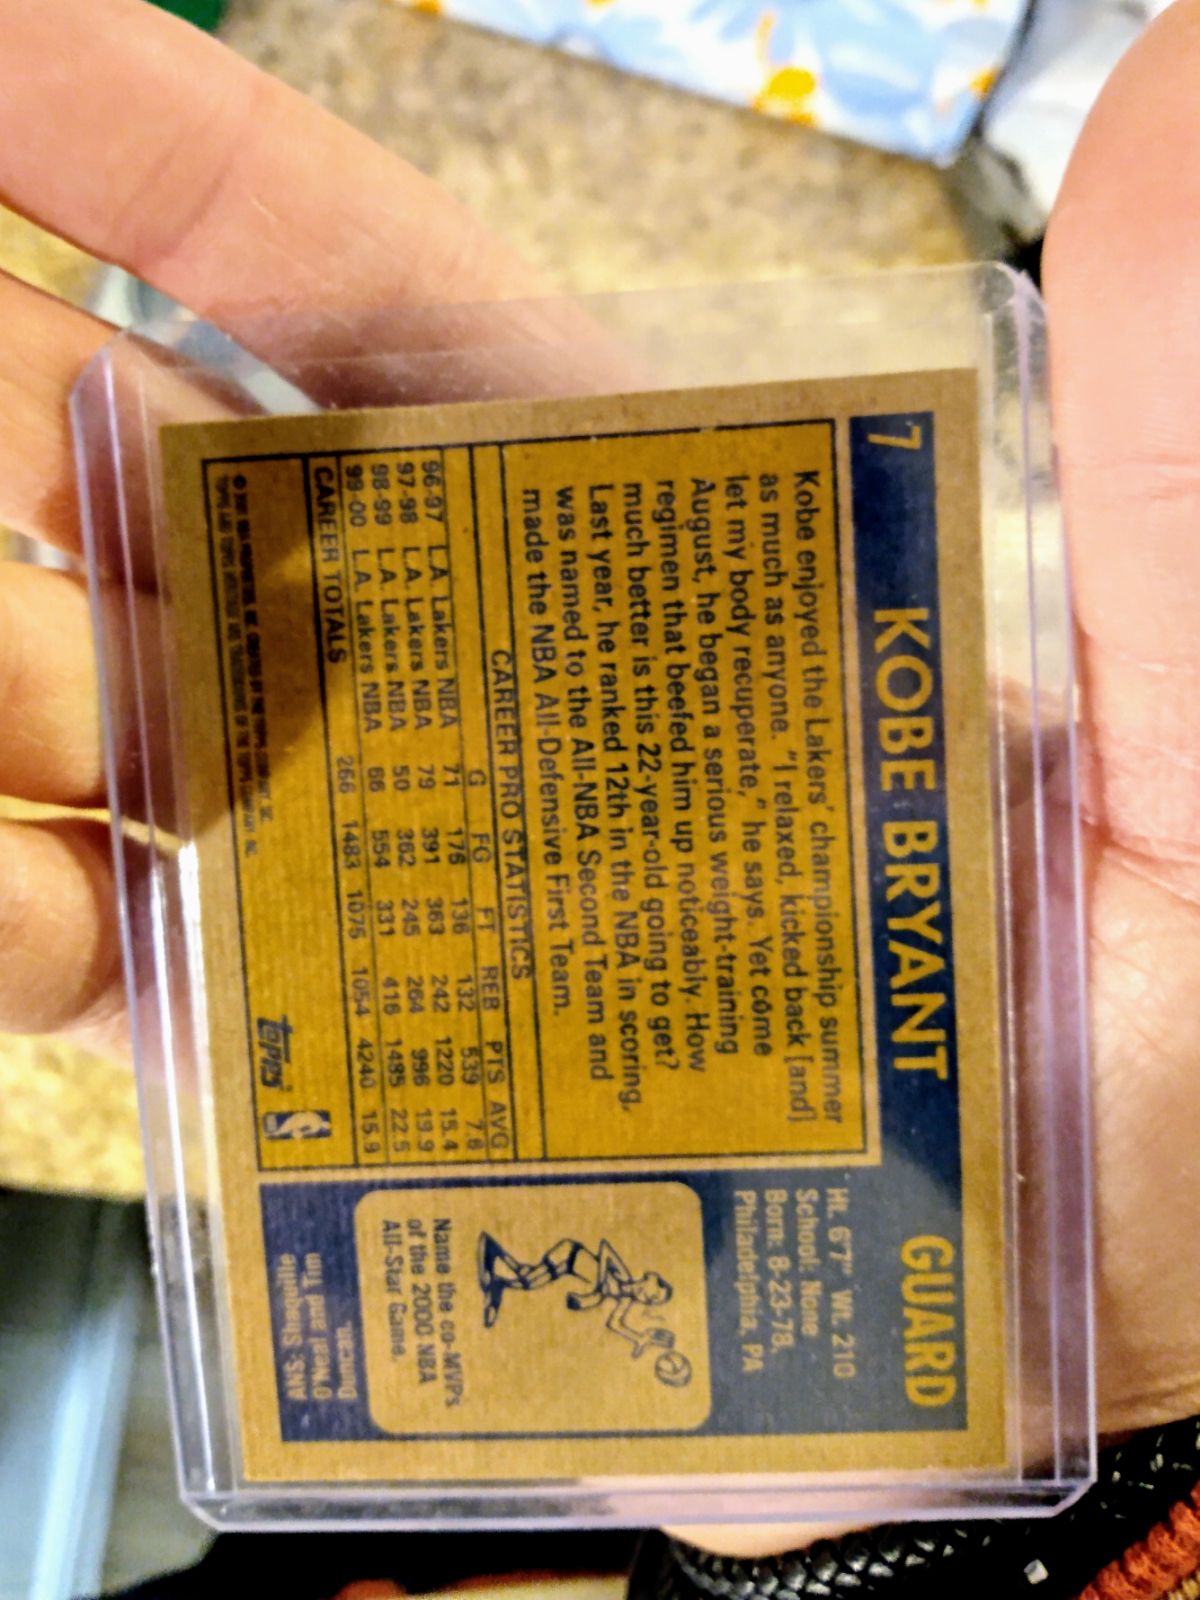 7 KOBE BRYANT GUARD
Kobe enjoyed the Lakers' championship summer
as much as anyone. "I relaxed, kicked back [and]
let my body recuperate," he says. Yet come
August, he began a serious weight-training
regimen that beefed him up noticeably. How
much better is this 22-year-old going to get?
Last year, he ranked 12th in the NBA in scoring,
was named to the All-NBA Second Team and
made the NBA All-Defensive First Team.
CAREER PRO STATISTICS
G FG FT REB PTS AVG
96-97 L.A. Lakers NBA 71 176 136 132 539 7.6
97-98 L.A. Lakers NBA 79 391 363 242 1220 15.4
98-99 L.A. Lakers NBA 50 362 245 264 996 19.9
99-00 L.A. Lakers NBA 66 554 331 416 1485 22.5
CAREER TOTALS 266 1483 1075 1054 4240 15.9
TOPPS
Ht. 6'7" Wt. 210
School: None
Born: 8-23-78,
Philadelphia, PA
Name the co-MVPs
of the 2000 NBA
All-Star Game.
ANS: Shaquille
O'Neal and Tim
Duncan.